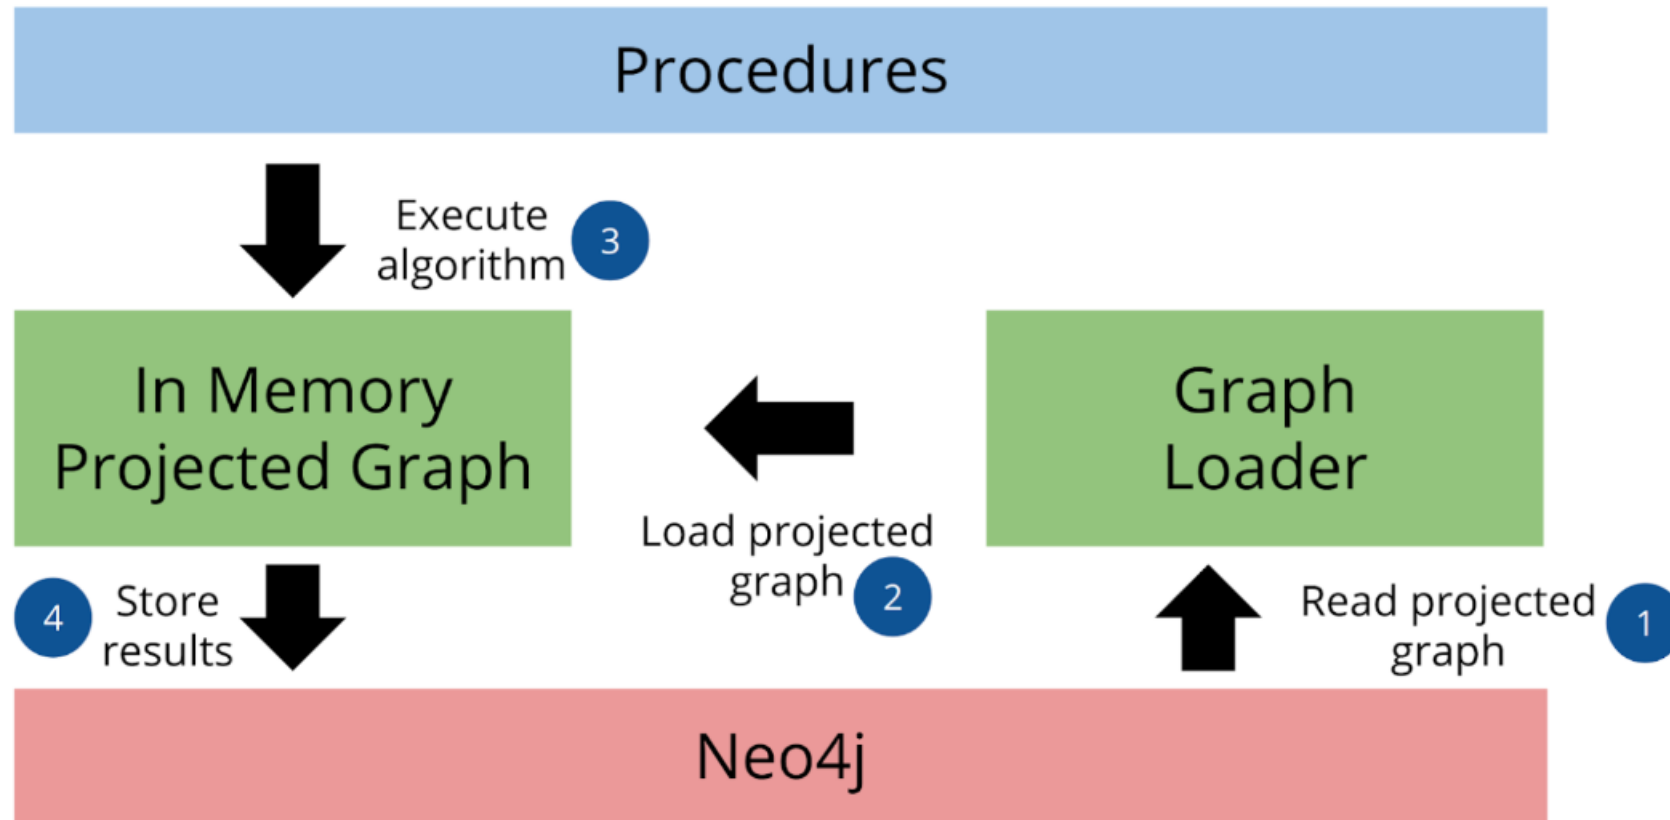 Procedures
Execute
algorithm
3
In Memory
Projected Graph
Graph
Loader
Load projected
graph
2
4
Store
results
Read projected
graph
1
Neo4j